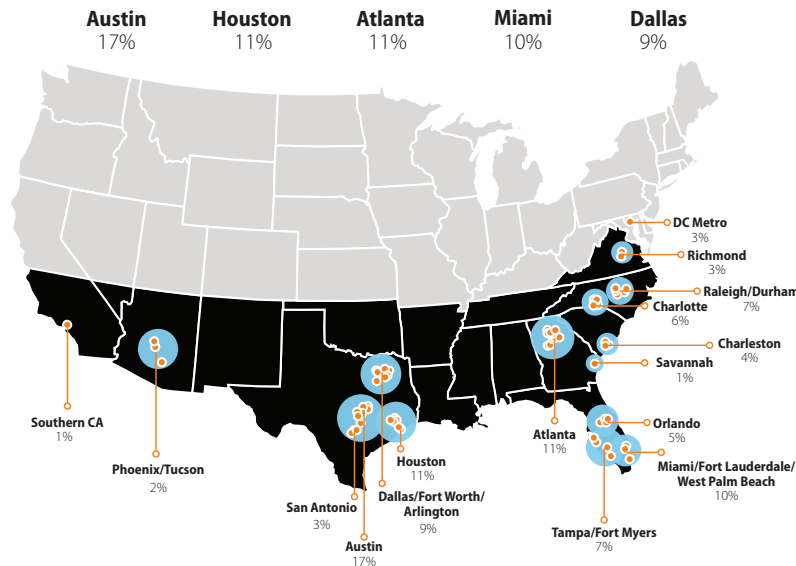 Austin
17%
Houston
11%
Atlanta
11%
Miami
10%
Dallas
9%
DC Metro
3%
Richmond
3%
Raleigh/Durham
7%
Charlotte
6%
Charleston
4%
Savannah
1%
Southern CA
1%
Atlanta
11%
Orlando
5%
Phoenix/Tucson
2%
Houston
11%
Miami/Fort Lauderdale/
West Palm Beach
10%
San Antonio
3%
Dallas/Fort Worth/
Arlington
9%
Tampa/Fort Myers
7%
Austin
17%